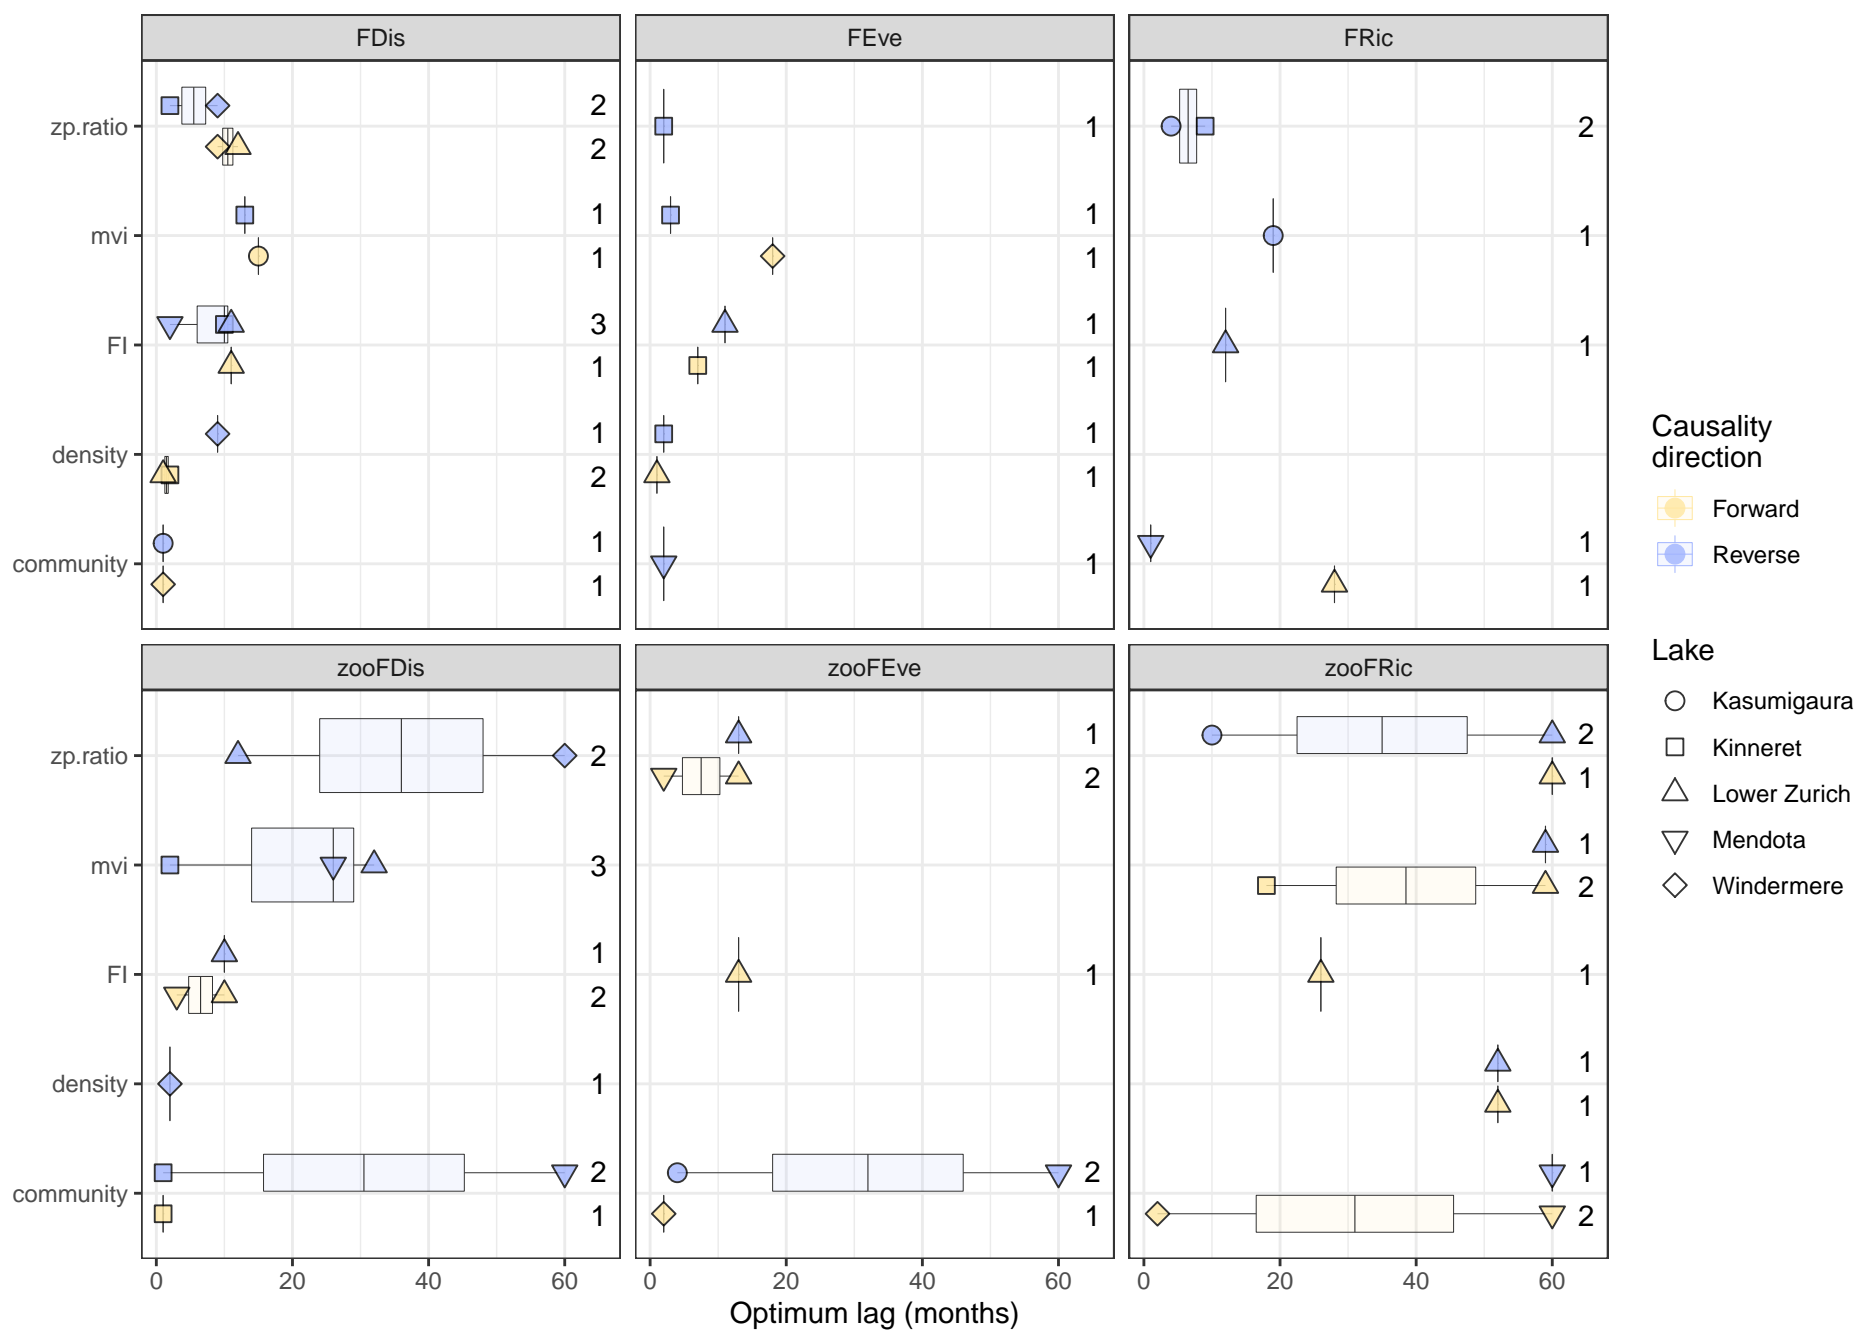 FDis FEve FRic
zp.ratio 2 1 2
2
mvi 1 1 1
1 1
FI 3 1 1
1 1
density 1 1
2 1
community 1 1 1
1 1
Causality
direction
Forward
Reverse
Lake
Kasumigaura
Kinneret
Lower Zurich
Mendota
Windermere
zooFDis zooFEve zooFRic
zp.ratio 2 1 2
2 1
mvi 3 1
2
FI 1 1 1
2
density 1 1
1
community 2 2 1
1 1 2
0 20 40 60 0 20 40 60 0 20 40 60
Optimum lag (months)